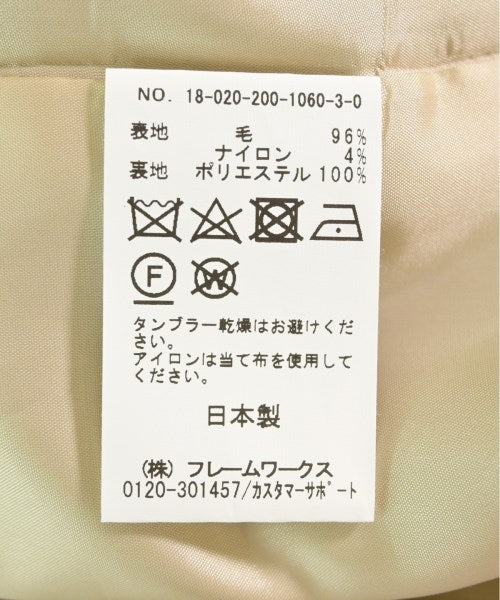 NO. 18-020-200-1060-3-0
表地 毛 96%
ナイロン 4%
裏地 ポリエステル 100%
F W
タンブラー乾燥はお避けくだ
さい。
アイロンは当て布を使用して
ください。
日本製
(株) フレームワークス
0120-301457/カスタマーサポート